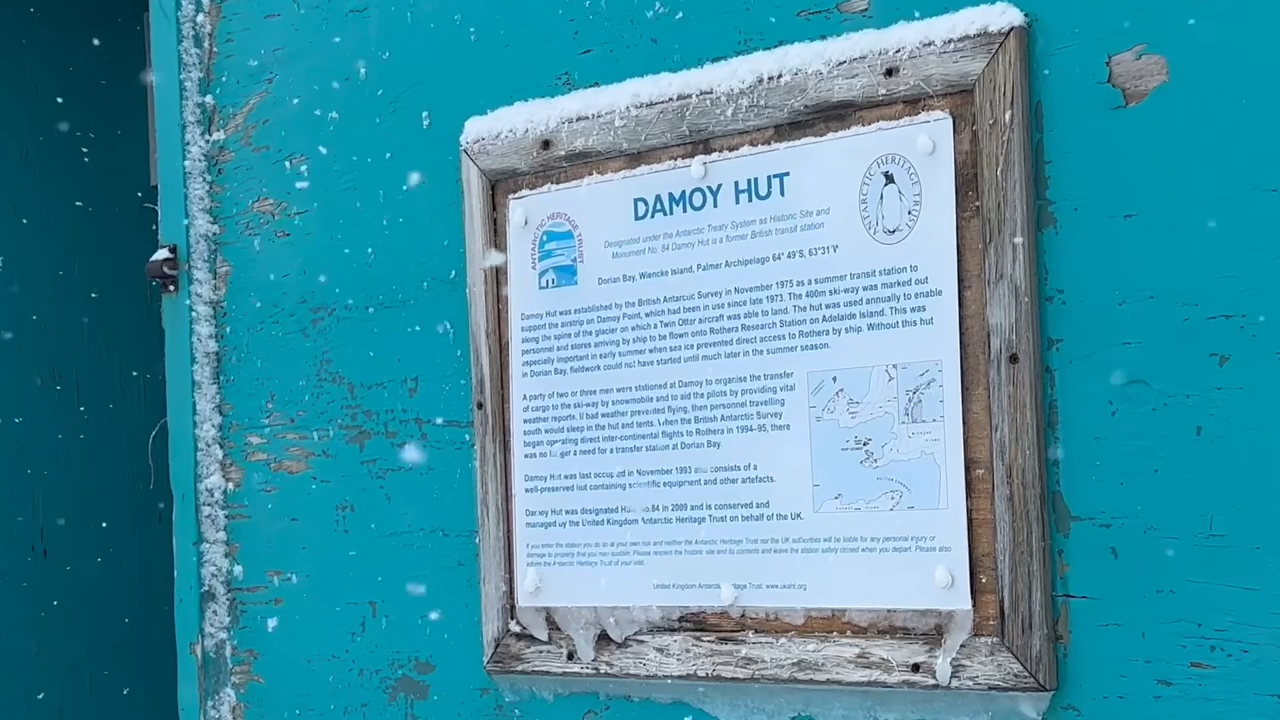 DAMOY HUT
ANTARCTIC HERITAGE TRUST
ANTARCTIC HERITAGE TRUST
Designated under the Antarctic Treaty System as Historic Site and
Monument No. 84 Damoy Hut is a former British transit station
Dorian Bay, Wiencke Island, Palmer Archipelago 64° 49'S, 63°31'W
Damoy Hut was established by the British Antarctic Survey in November 1975 as a summer transit station to
support the airstrip on Damoy Point, which had been in use since late 1973. The 400m ski-way was marked out
along the spine of the glacier on which a Twin Otter aircraft was able to land. The hut was used annually to enable
personnel and stores arriving by ship to be flown onto Rothera Research Station on Adelaide Island. This was
especially important in early summer when sea ice prevented direct access to Rothera by ship. Without this hut
in Dorian Bay, fieldwork could not have started until much later in the summer season.
A party of two or three men were stationed at Damoy to organise the transfer
of cargo to the ski-way by snowmobile and to aid the pilots by providing vital
weather reports. If bad weather prevented flying, then personnel travelling
south would sleep in the hut and tents. When the British Antarctic Survey
began operating direct inter-continental flights to Rothera in 1994–95, there
was no longer a need for a transfer station at Dorian Bay.
Damoy Hut was last occupied in November 1993 and consists of a
well-preserved hut containing scientific equipment and other artefacts.
Damoy Hut was designated No.84 in 2009 and is conserved and
managed by the United Kingdom Antarctic Heritage Trust on behalf of the UK.
If you enter the station you do so at your own risk and neither the Antarctic Heritage Trust nor the UK authorities will be liable for any personal injury or
damage to property that you may sustain. Please respect the historic site and its contents and leave the station safely closed when you depart. Please also
inform the Antarctic Heritage Trust of your visit.
United Kingdom Antarctic Heritage Trust: www.ukaht.org